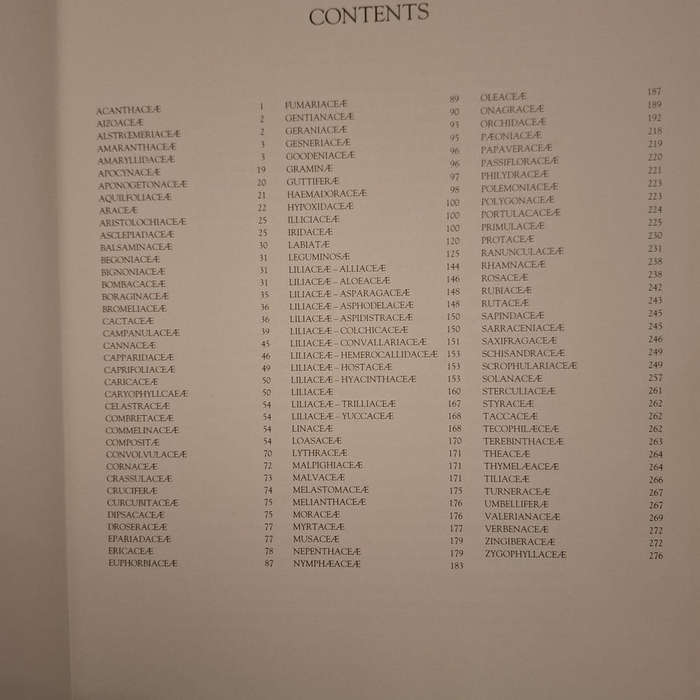 CONTENTS
ACANTHACEÆ 1
AIZOACEÆ 2
ALSTRŒMERIACEÆ 2
AMARANTHACEÆ 3
AMARYLLIDACEÆ 3
APOCYNACEÆ 19
APONOGETONACEÆ 20
AQUILFOLIACEÆ 21
ARACEÆ 22
ARISTOLOCHIACEÆ 25
ASCLEPIADACEÆ 25
BALSAMINACEÆ 30
BEGONIACEÆ 31
BIGNONIACEÆ 31
BOMBACACEÆ 31
BORAGINACEÆ 35
BROMELIACEÆ 36
CACTACEÆ 36
CAMPANULACEÆ 39
CANNACEÆ 45
CAPPARIDACEÆ 46
CAPRIFOLIACEÆ 49
CARICACEÆ 50
CARYOPHYLLCAEÆ 50
CELASTRACEÆ 54
COMBRETACEÆ 54
COMMELINACEÆ 54
COMPOSITÆ 54
CONVOLVULACEÆ 70
CORNACEÆ 72
CRASSULACEÆ 73
CRUCIFERÆ 74
CURCUBITACEÆ 75
DIPSACACEÆ 75
DROSERACEÆ 77
EPARIADACEÆ 77
ERICACEÆ 78
EUPHORBIACEÆ 87
FUMARIACEÆ 89
GENTIANACEÆ 90
GERANIACEÆ 93
GESNERIACEÆ 95
GOODENIACEÆ 96
GRAMINÆ 96
GUTTIFERÆ 97
HAEMADORACEÆ 98
HYPOXIDACEÆ 100
ILLICIACEÆ 100
IRIDACEÆ 100
LABIATÆ 120
LEGUMINOSÆ 125
LILIACEÆ – ALLIACEÆ 144
LILIACEÆ – ALOEACEÆ 146
LILIACEÆ – ASPARAGACEÆ 148
LILIACEÆ – ASPHODELACEÆ 148
LILIACEÆ – ASPIDISTRACEÆ 150
LILIACEÆ – COLCHICACEÆ 150
LILIACEÆ – CONVALLARIACEÆ 151
LILIACEÆ – HEMEROCALLIDACEÆ 153
LILIACEÆ – HOSTACEÆ 153
LILIACEÆ – HYACINTHACEÆ 153
LILIACEÆ 160
LILIACEÆ – TRILLIACEÆ 167
LILIACEÆ – YUCCACEÆ 168
LINACEÆ 168
LOASACEÆ 170
LYTHRACEÆ 171
MALPIGHIACEÆ 171
MALVACEÆ 171
MELASTOMACEÆ 175
MELIANTHACEÆ 176
MORACEÆ 176
MYRTACEÆ 177
MUSACEÆ 179
NEPENTHACEÆ 179
NYMPHÆACEÆ 183
OLEACEÆ 187
ONAGRACEÆ 189
ORCHIDACEÆ 192
PÆONIACEÆ 218
PAPAVERACEÆ 219
PASSIFLORACEÆ 220
PHILYDRACEÆ 221
POLEMONIACEÆ 223
POLYGONACEÆ 223
PORTULACACEÆ 224
PRIMULACEÆ 225
PROTACEÆ 230
RANUNCULACEÆ 231
RHAMNACEÆ 238
ROSACEÆ 238
RUBIACEÆ 242
RUTACEÆ 243
SAPINDACEÆ 245
SARRACENIACEÆ 245
SAXIFRAGACEÆ 246
SCHISANDRACEÆ 249
SCROPHULARIACEÆ 249
SOLANACEÆ 257
STERCULIACEÆ 261
STYRACEÆ 262
TACCACEÆ 262
TECOPHILÆCEÆ 262
TEREBINTHACEÆ 263
THEACEÆ 264
THYMELÆACEÆ 264
TILIACEÆ 266
TURNERACEÆ 267
UMBELLIFERÆ 267
VALERIANACEÆ 269
VERBENACEÆ 272
ZINGIBERACEÆ 272
ZYGOPHYLLACEÆ 276